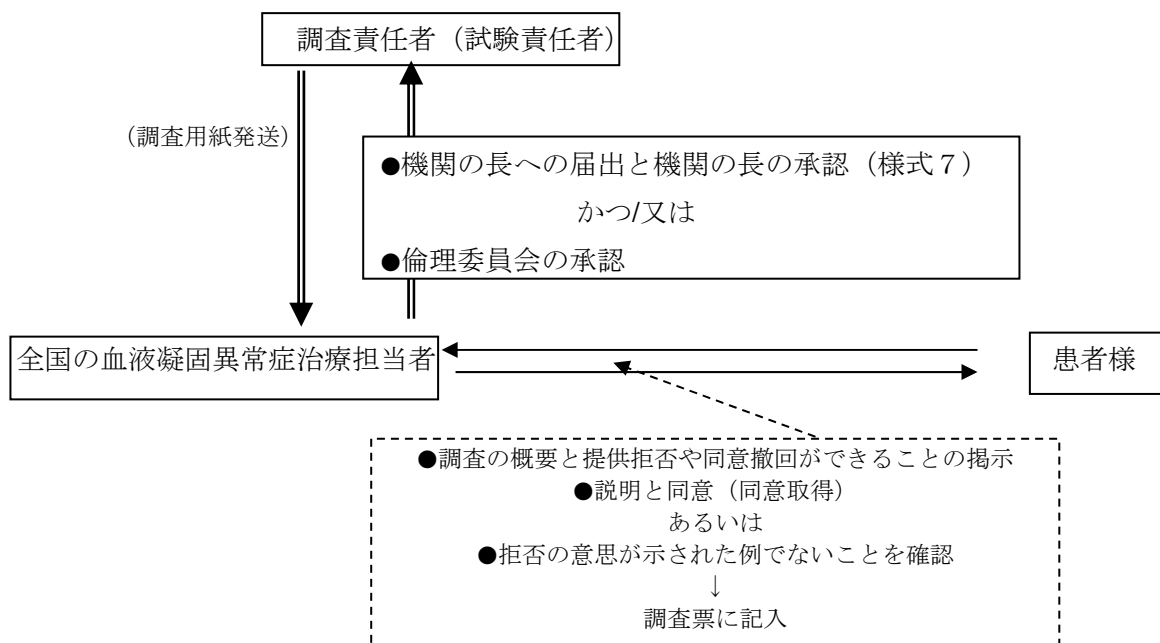 調査責任者（試験責任者）
（調査用紙発送）
●機関の長への届出と機関の長の承認（様式７）
かつ/又は
●倫理委員会の承認
全国の血液凝固異常症治療担当者
患者様
●調査の概要と提供拒否や同意撤回ができることの掲示
●説明と同意（同意取得）
あるいは
●拒否の意思が示された例でないことを確認
↓
調査票に記入